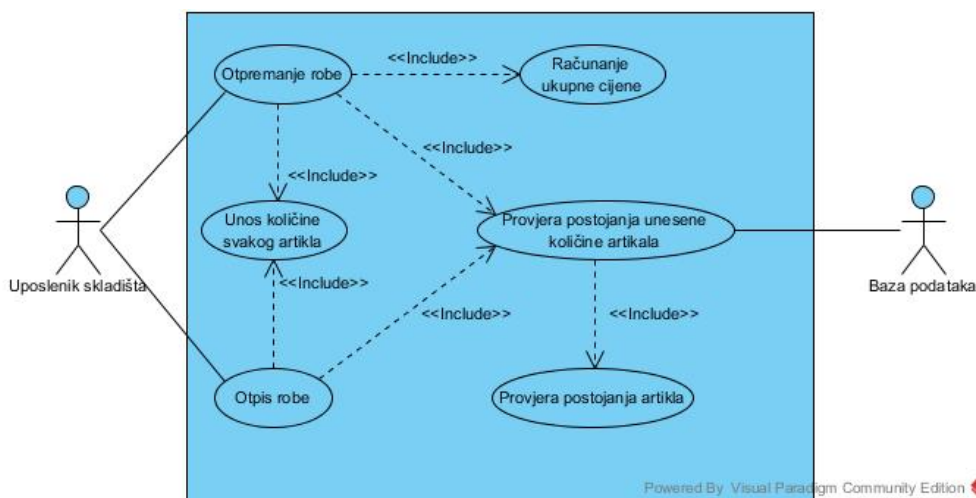 Otpremanje robe
<<Include>>
Računanje
ukupne cijene
<<Include>>
<<Include>>
Uposlenik skladišta
Unos količine
svakog artikla
Provjera postojanja unesene
količine artikala
Baza podataka
<<Include>>
<<Include>>
<<Include>>
Otpis robe
Provjera postojanja artikla
Powered By Visual Paradigm Community Edition